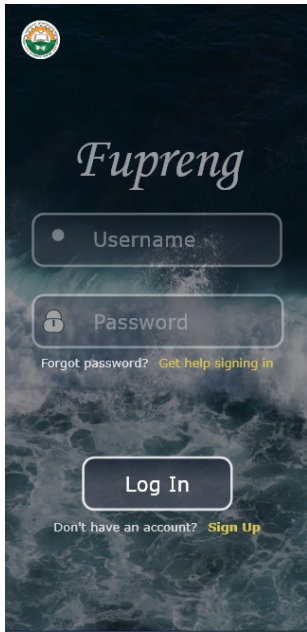 Fupreng
Username
Password
Forgot password? Get help signing in
Log In
Don't have an account? Sign Up